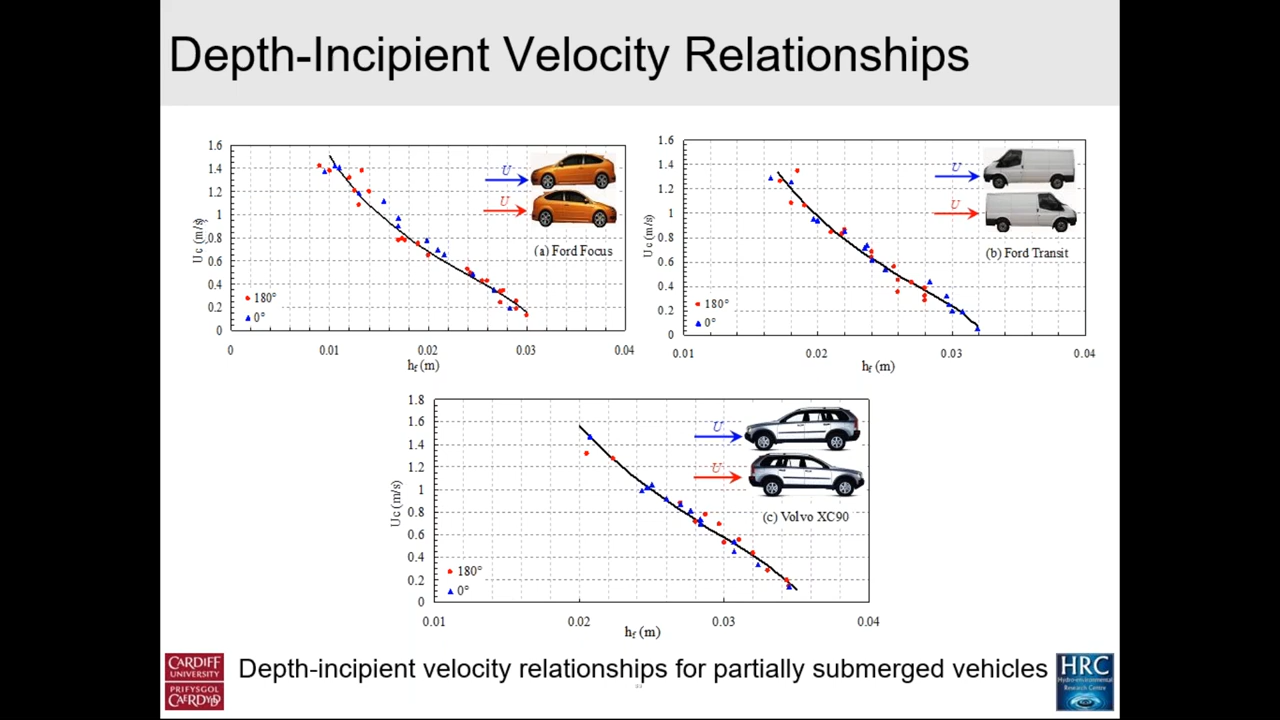 Depth-Incipient Velocity Relationships
1.6
1.4
1.2
1
0.8
0.6
0.4
0.2
0
Uc (m/s)
U
U
(a) Ford Focus
180°
0°
0 0.01 0.02 0.03 0.04
hf (m)
1.6
1.4
1.2
1
0.8
0.6
0.4
0.2
0
Uc (m/s)
U
U
(b) Ford Transit
180°
0°
0.01 0.02 0.03 0.04
hf (m)
1.8
1.6
1.4
1.2
1
0.8
0.6
0.4
0.2
0
Uc (m/s)
U
U
(c) Volvo XC90
180°
0°
0.01 0.02 0.03 0.04
hf (m)
CARDIFF
UNIVERSITY
PRIFYSGOL
CAERDYDD
Depth-incipient velocity relationships for partially submerged vehicles
HRC
Hydro-environmental
Research Centre